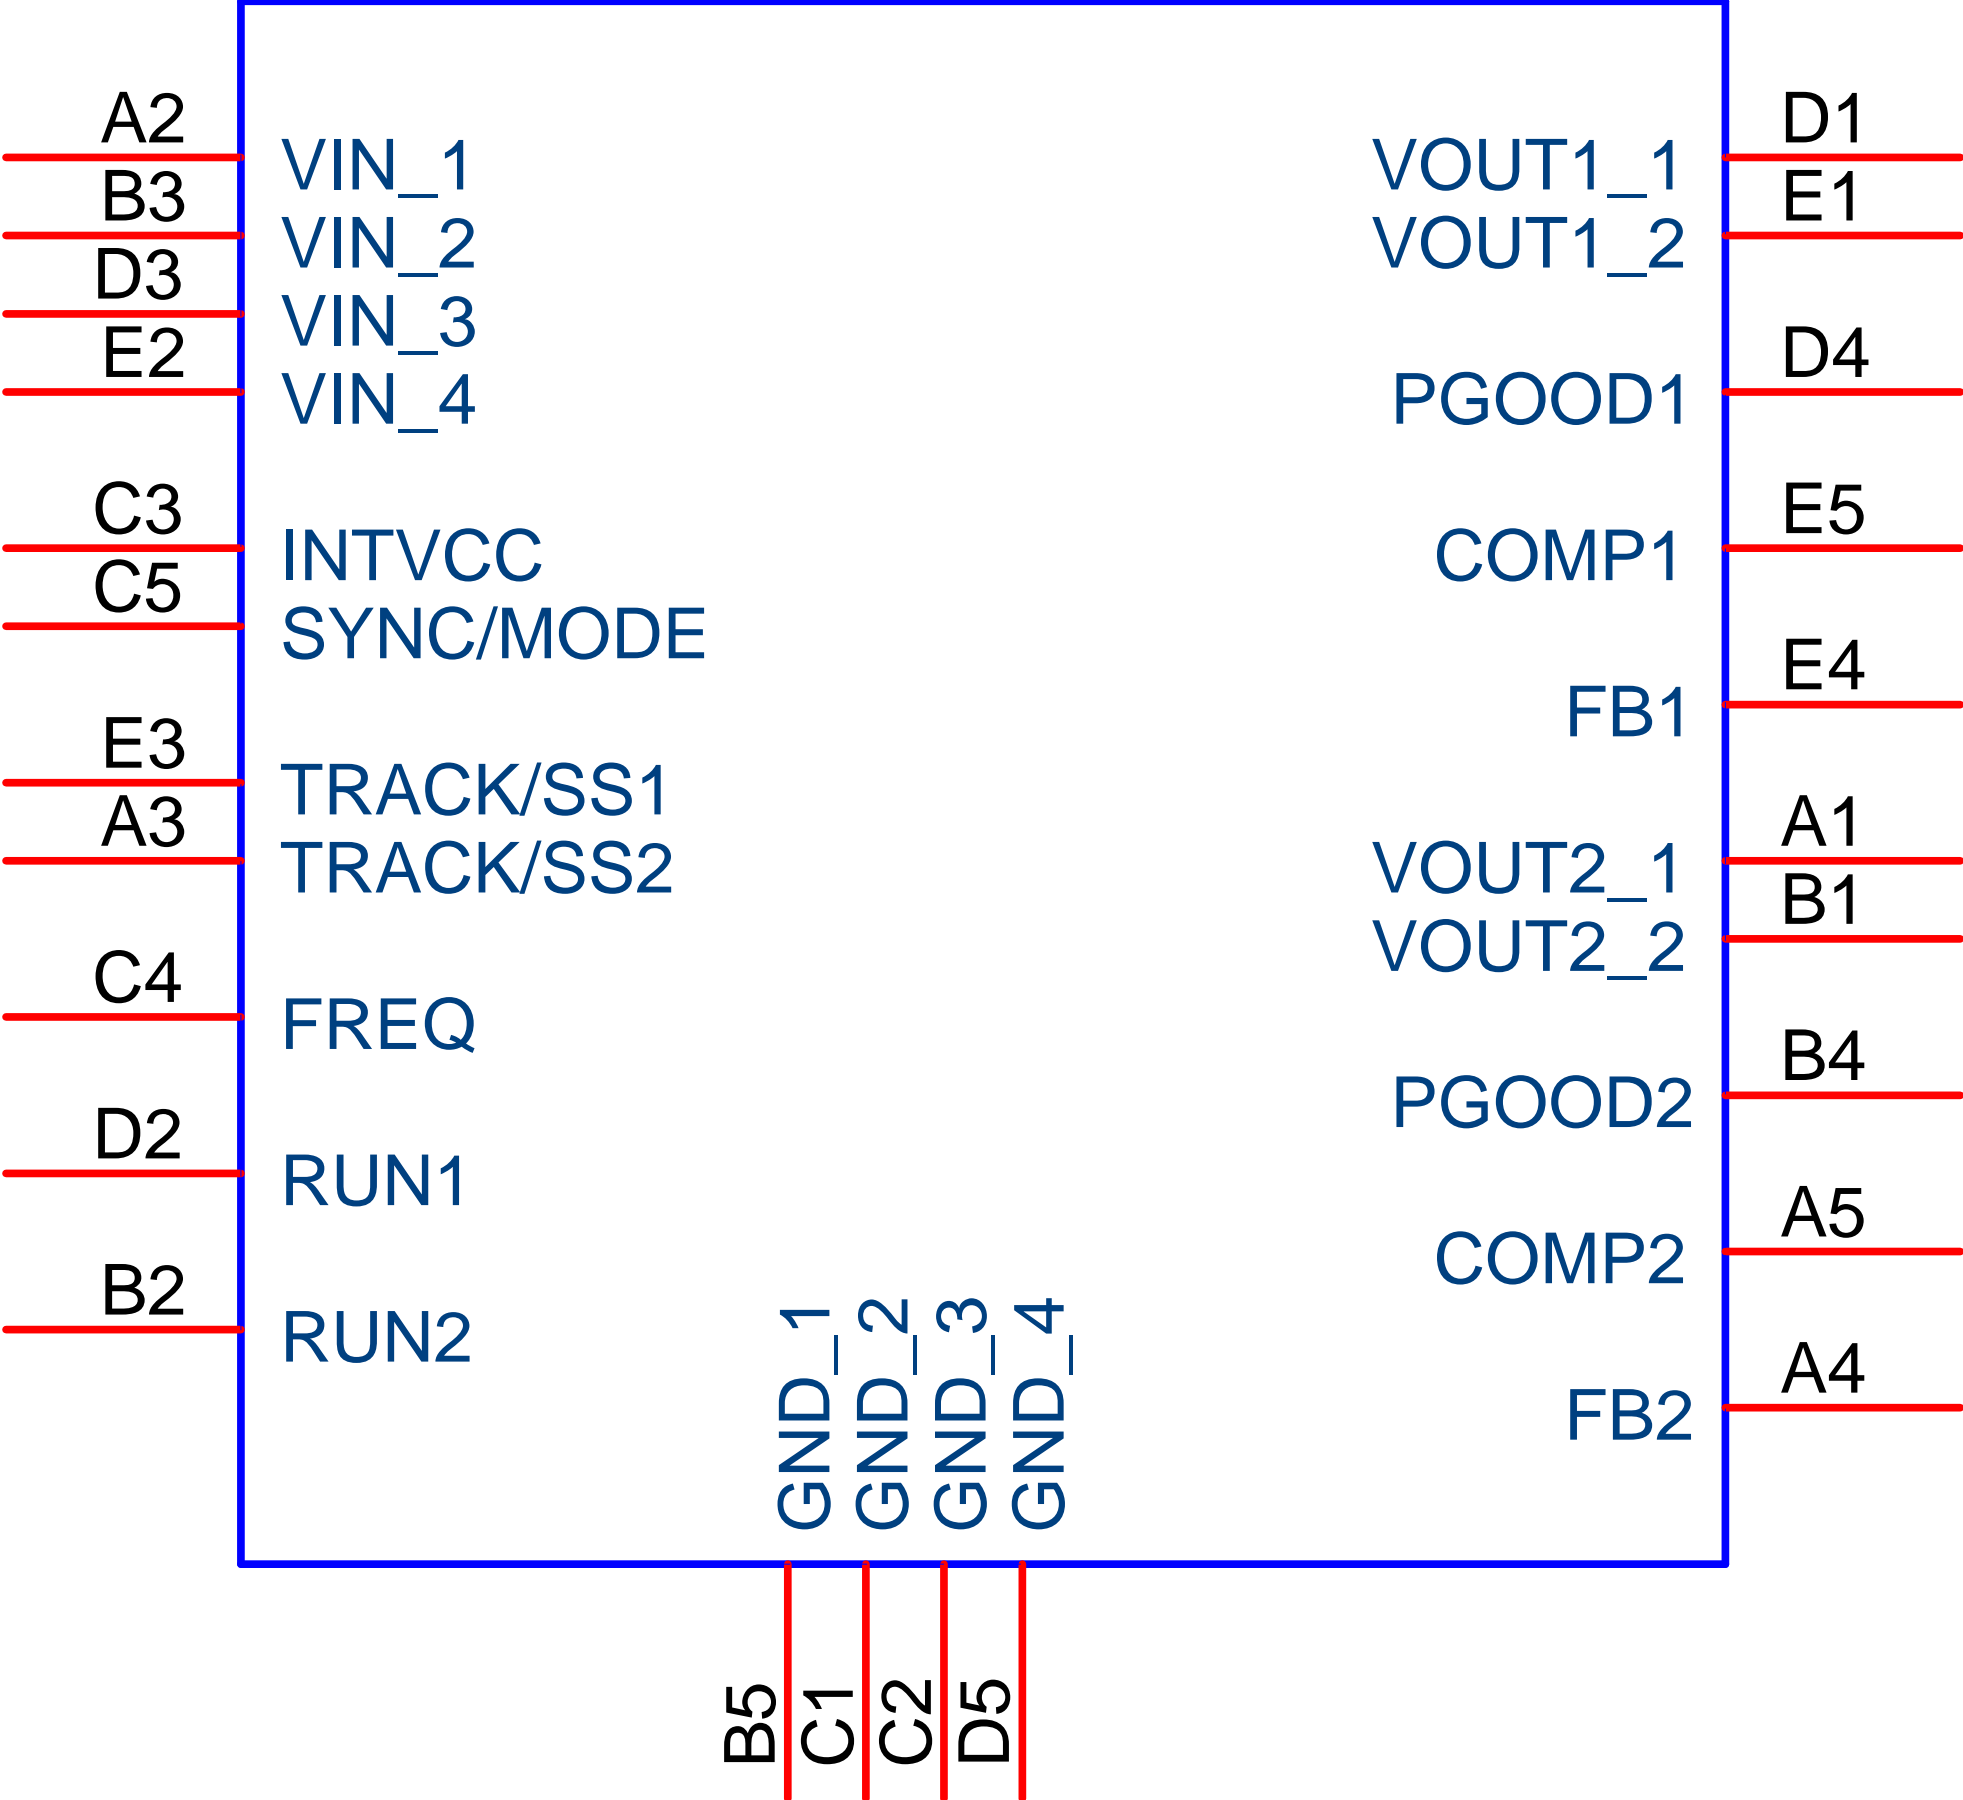 A2 VIN_1
B3 VIN_2
D3 VIN_3
E2 VIN_4
C3 INTVCC
C5 SYNC/MODE
E3 TRACK/SS1
A3 TRACK/SS2
C4 FREQ
D2 RUN1
B2 RUN2
VOUT1_1 D1
VOUT1_2 E1
PGOOD1 D4
COMP1 E5
FB1 E4
VOUT2_1 A1
VOUT2_2 B1
PGOOD2 B4
COMP2 A5
FB2 A4
GND_1 B5
GND_2 C1
GND_3 C2
GND_4 D5